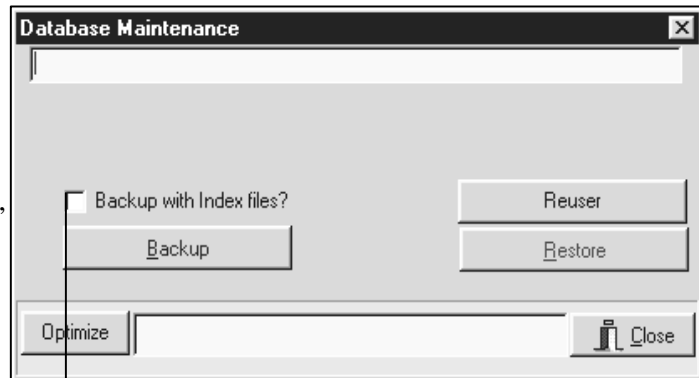 Database Maintenance
,
Backup with Index files?
Reuser
Backup
Restore
Optimize
Close